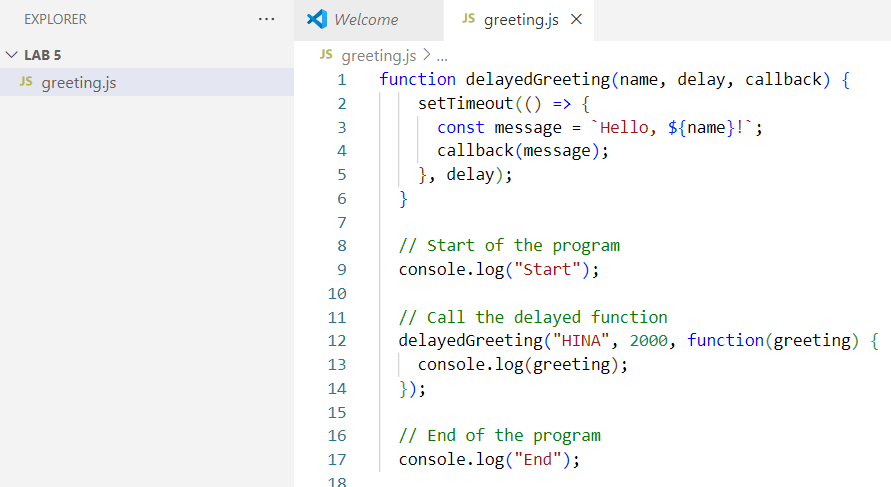 EXPLORER ...
LAB 5
JS greeting.js
Welcome
JS greeting.js ×
JS greeting.js > ...
1 function delayedGreeting(name, delay, callback) {
2 setTimeout(() => {
3 const message = `Hello, ${name}!`;
4 callback(message);
5 }, delay);
6 }
7
8 // Start of the program
9 console.log("Start");
10
11 // Call the delayed function
12 delayedGreeting("HINA", 2000, function(greeting) {
13 console.log(greeting);
14 });
15
16 // End of the program
17 console.log("End");
18